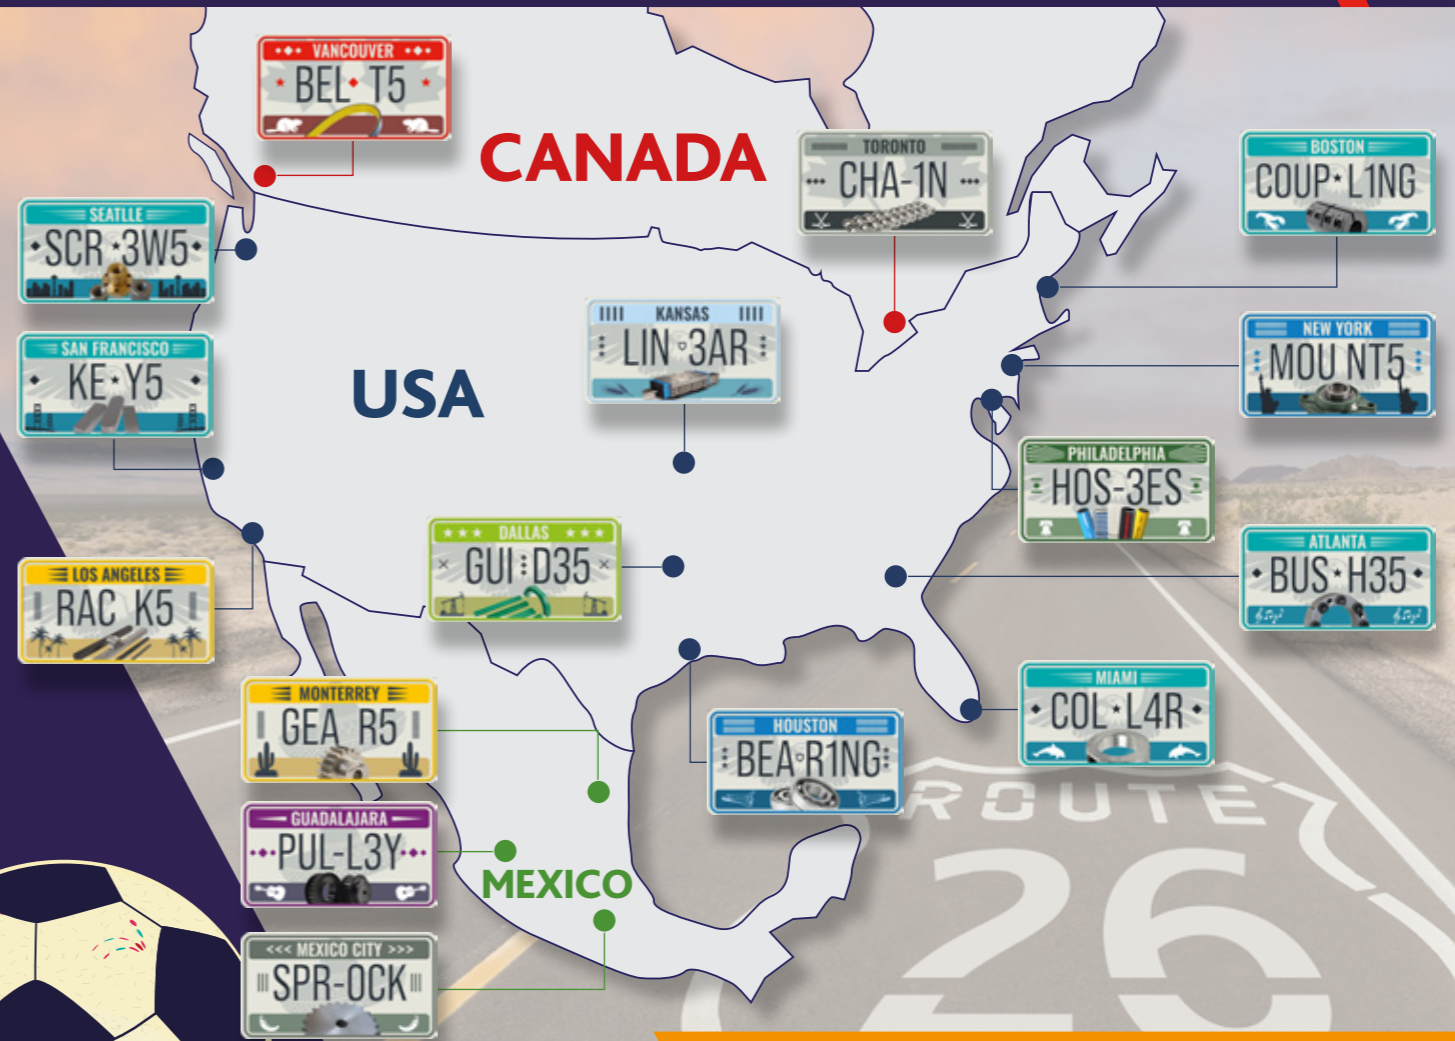 VANCOUVER
BEL T5
CANADA
TORONTO
CHA-1N
BOSTON
COUP★L1NG
SEATLLE
SCR★3W5
KANSAS
LIN 3AR
NEW YORK
MOU NT5
SAN FRANCISCO
KE★Y5
USA
PHILADELPHIA
HOS-3ES
DALLAS
GUI D35
ATLANTA
BUS★H35
LOS ANGELES
RAC K5
MIAMI
COL★L4R
MONTERREY
GEA R5
HOUSTON
BEA R1NG
ROUTE
26
GUADALAJARA
PUL-L3Y
MEXICO
<<< MEXICO CITY >>>
SPR-OCK